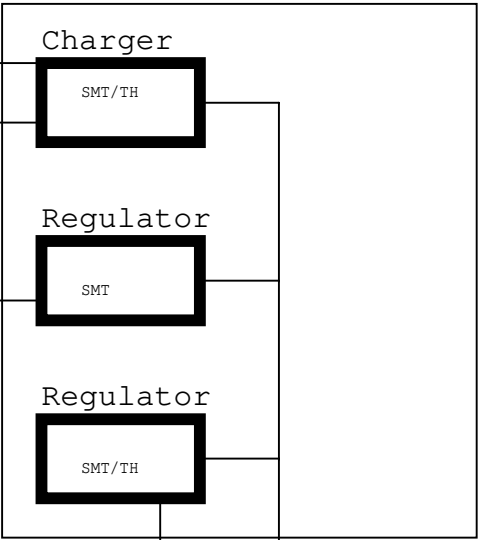 Charger
SMT/TH
Regulator
SMT
Regulator
SMT/TH